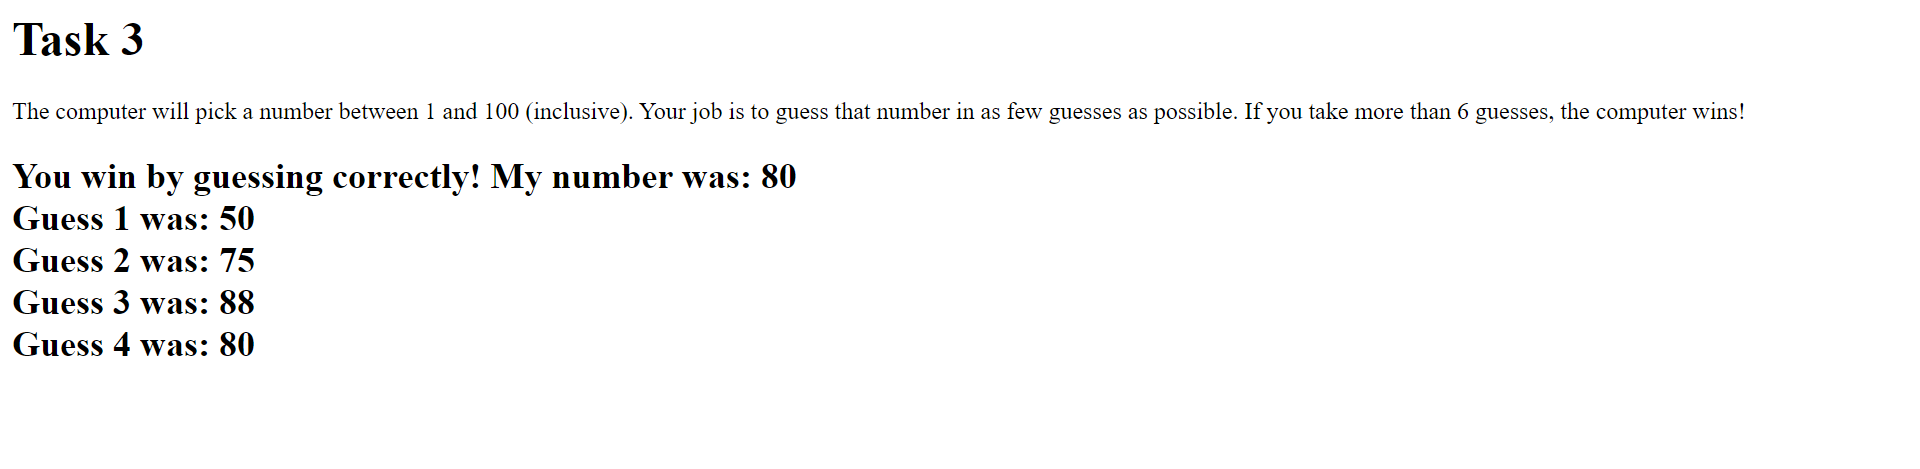 Task 3
The computer will pick a number between 1 and 100 (inclusive). Your job is to guess that number in as few guesses as possible. If you take more than 6 guesses, the computer wins!
You win by guessing correctly! My number was: 80
Guess 1 was: 50
Guess 2 was: 75
Guess 3 was: 88
Guess 4 was: 80